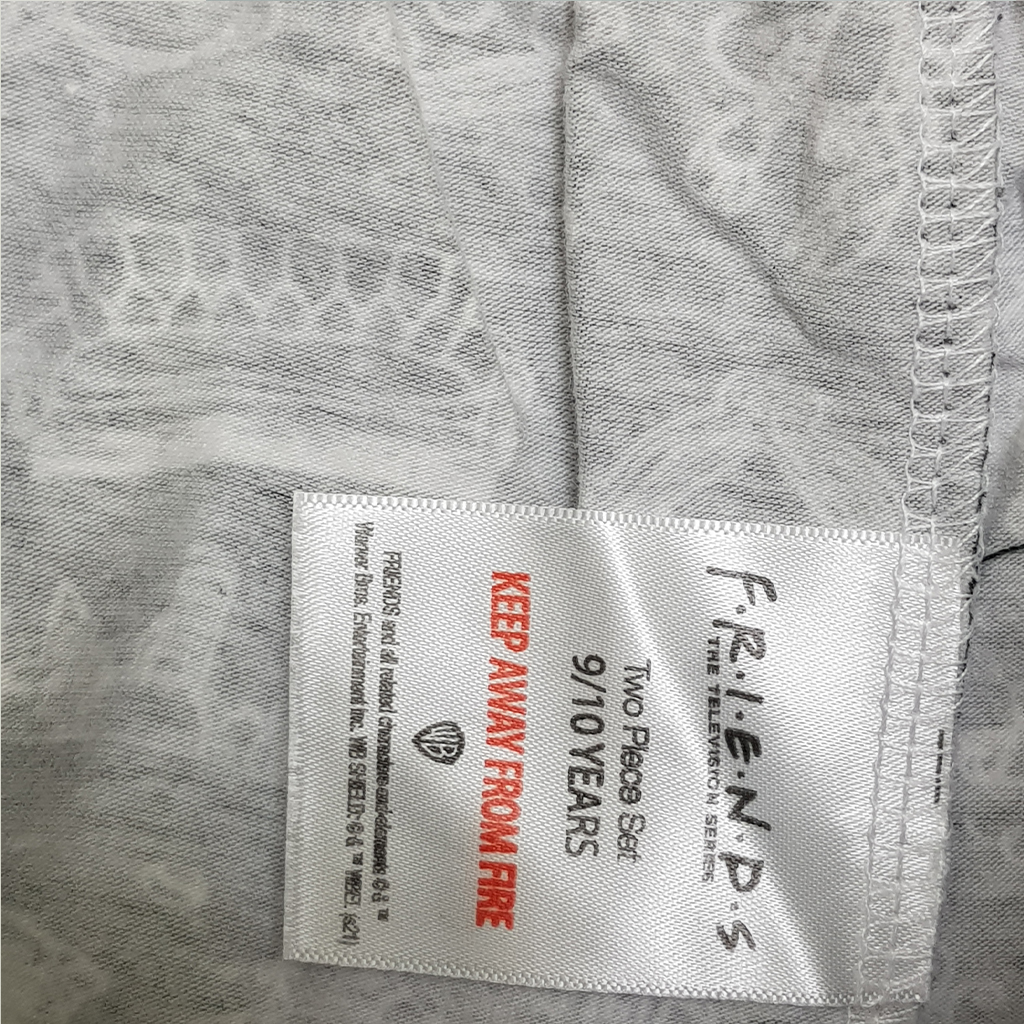 F.R.I.E.N.D.S
THE TELEVISION SERIES
Two Piece Set
9/10 YEARS
KEEP AWAY FROM FIRE
WB
FRIENDS and all related characters and elements © & ™
Warner Bros. Entertainment Inc. WB SHIELD: © & ™ WBEI. (s21)